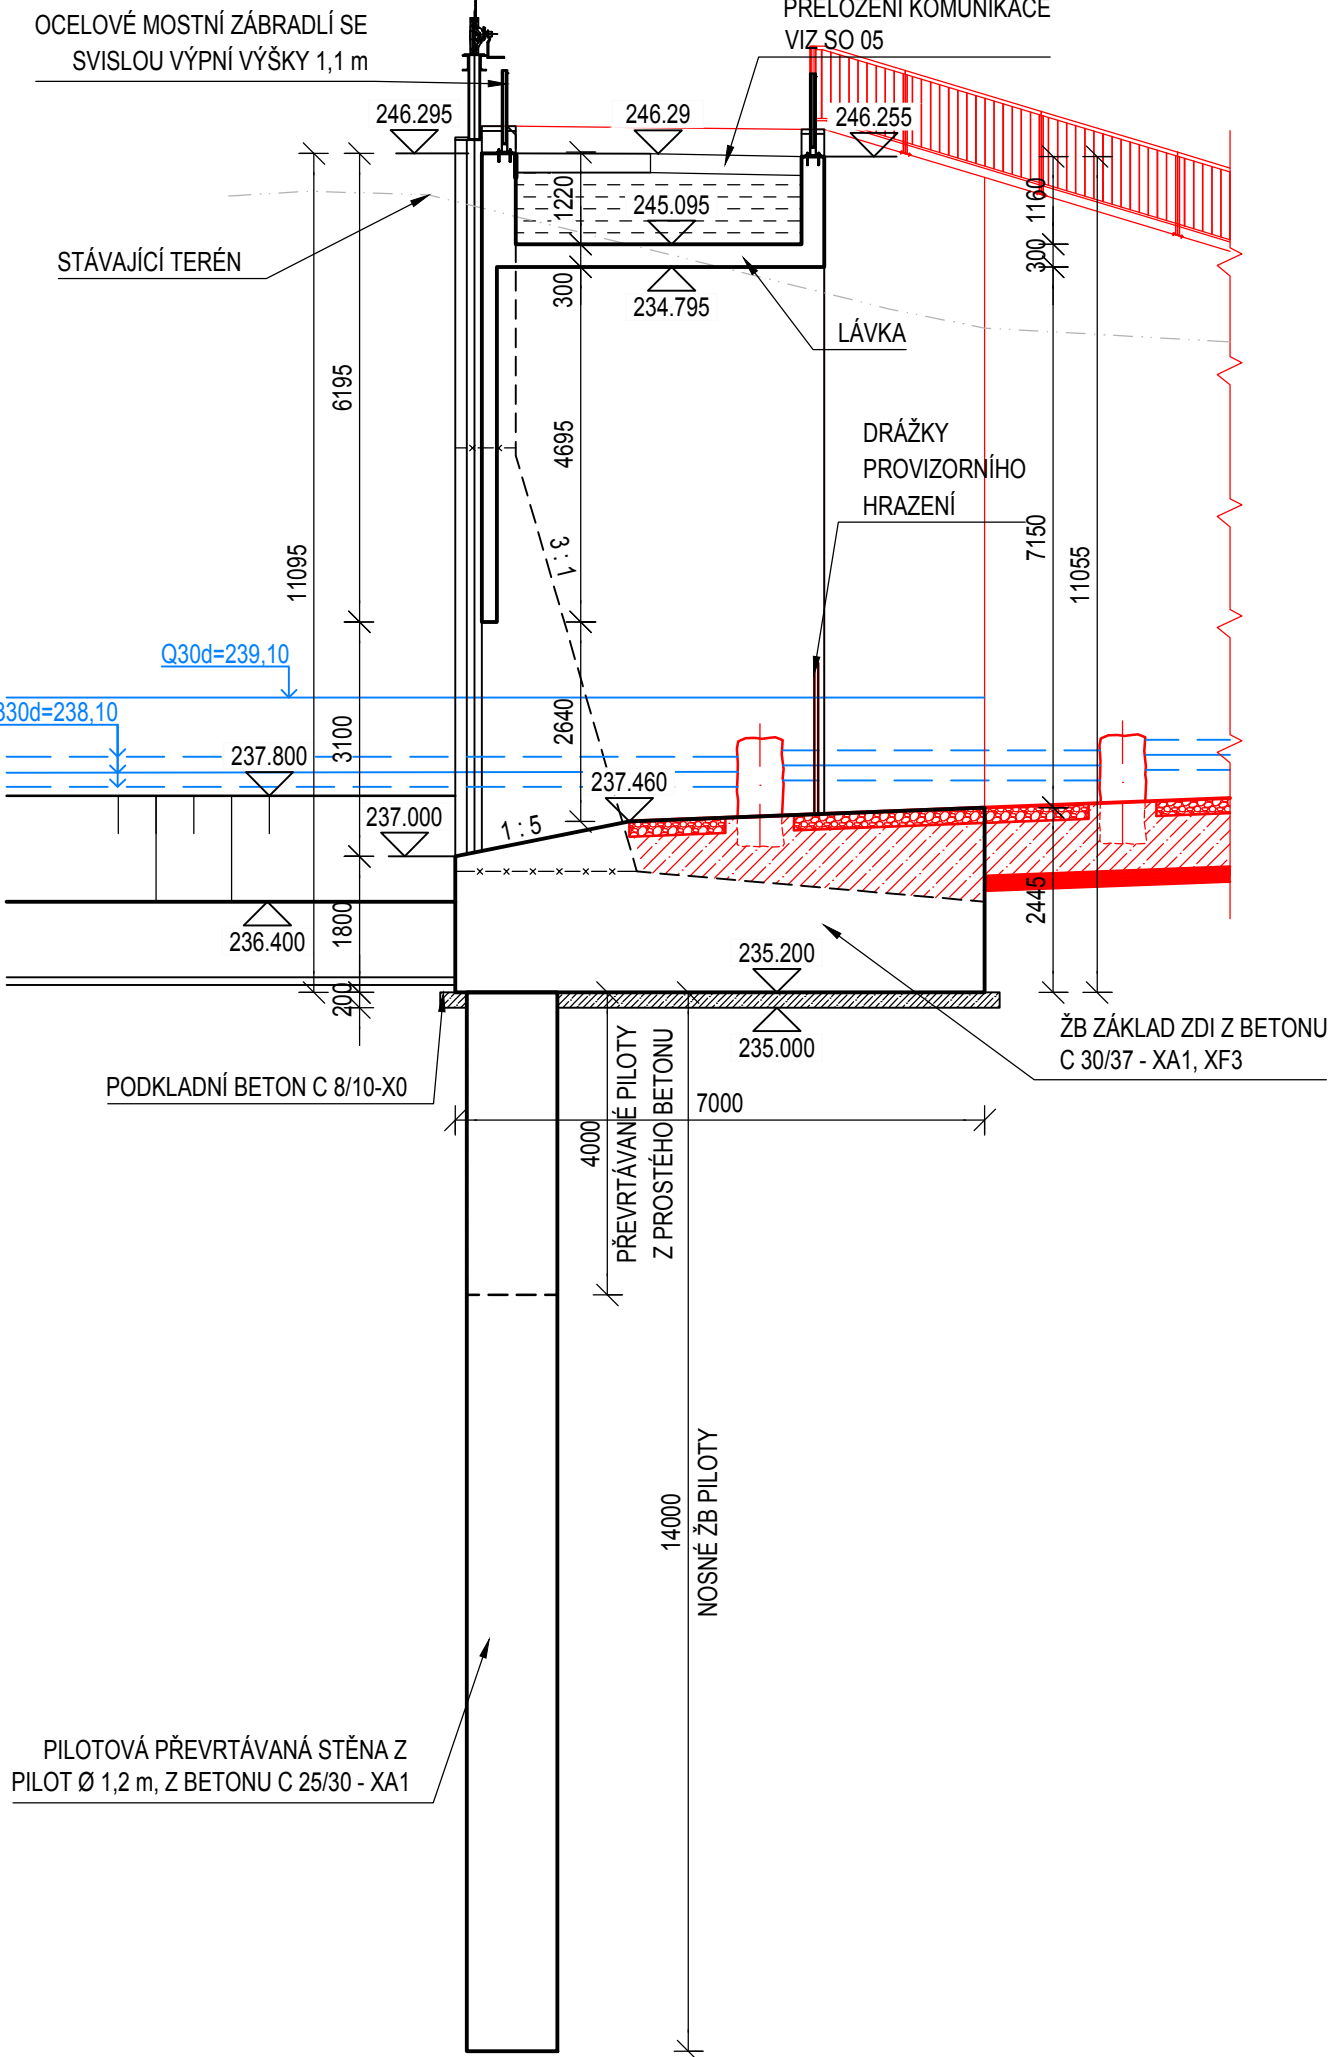 OCELOVÉ MOSTNÍ ZÁBRADLÍ SE
SVISLOU VÝPNÍ VÝŠKY 1,1 m
PŘELOŽENÍ KOMUNIKACE
VIZ SO 05
246.295
246.29
246.255
1220
245.095
1160
300
STÁVAJÍCÍ TERÉN
300
234.795
LÁVKA
6195
4695
DRÁŽKY
PROVIZORNÍHO
HRAZENÍ
3:1
11095
7150
11055
Q30d=239,10
330d=238,10
3100
2640
237.800
237.460
237.000
1:5
2445
1800
236.400
235.200
200
235.000
ŽB ZÁKLAD ZDI Z BETONU
C 30/37 - XA1, XF3
PODKLADNÍ BETON C 8/10-X0
7000
4000
PŘEVRTÁVANÉ PILOTY
Z PROSTÉHO BETONU
14000
NOSNÉ ŽB PILOTY
PILOTOVÁ PŘEVRTÁVANÁ STĚNA Z
PILOT Ø 1,2 m, Z BETONU C 25/30 - XA1